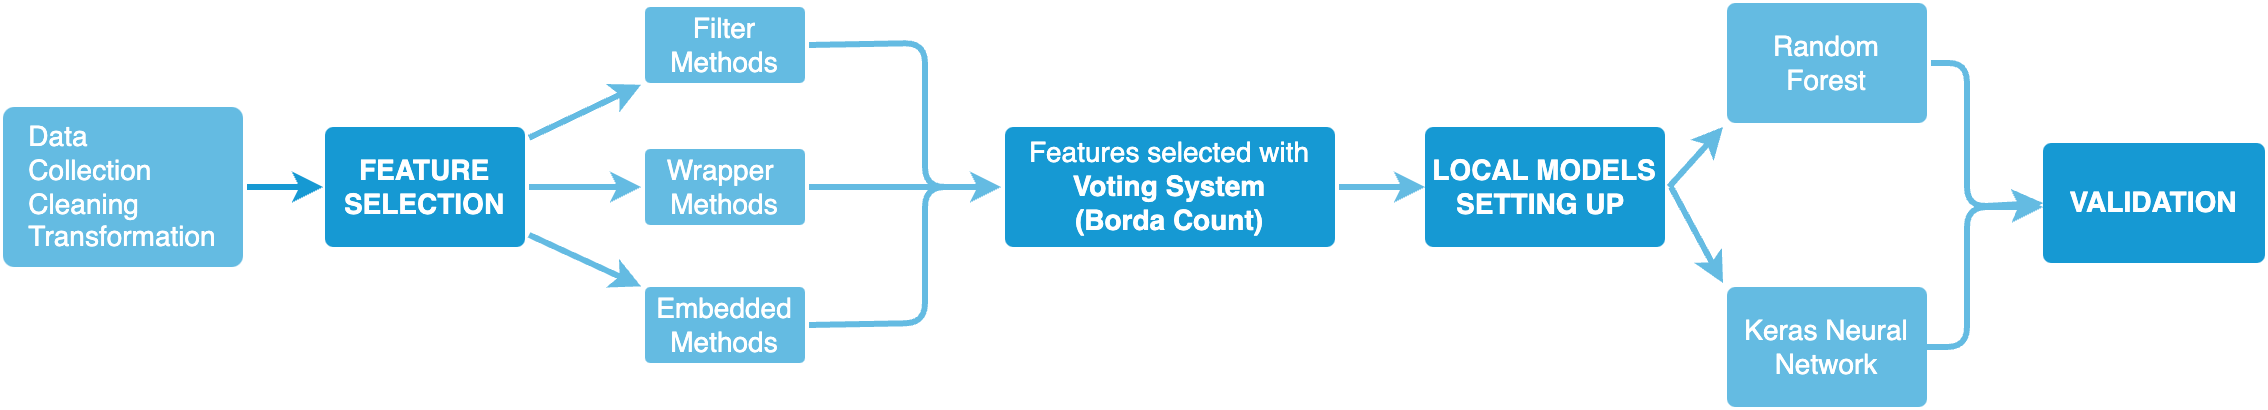 Data
Collection
Cleaning
Transformation
FEATURE
SELECTION
Filter
Methods
Wrapper
Methods
Embedded
Methods
Features selected with
Voting System
(Borda Count)
LOCAL MODELS
SETTING UP
Random
Forest
Keras Neural
Network
VALIDATION